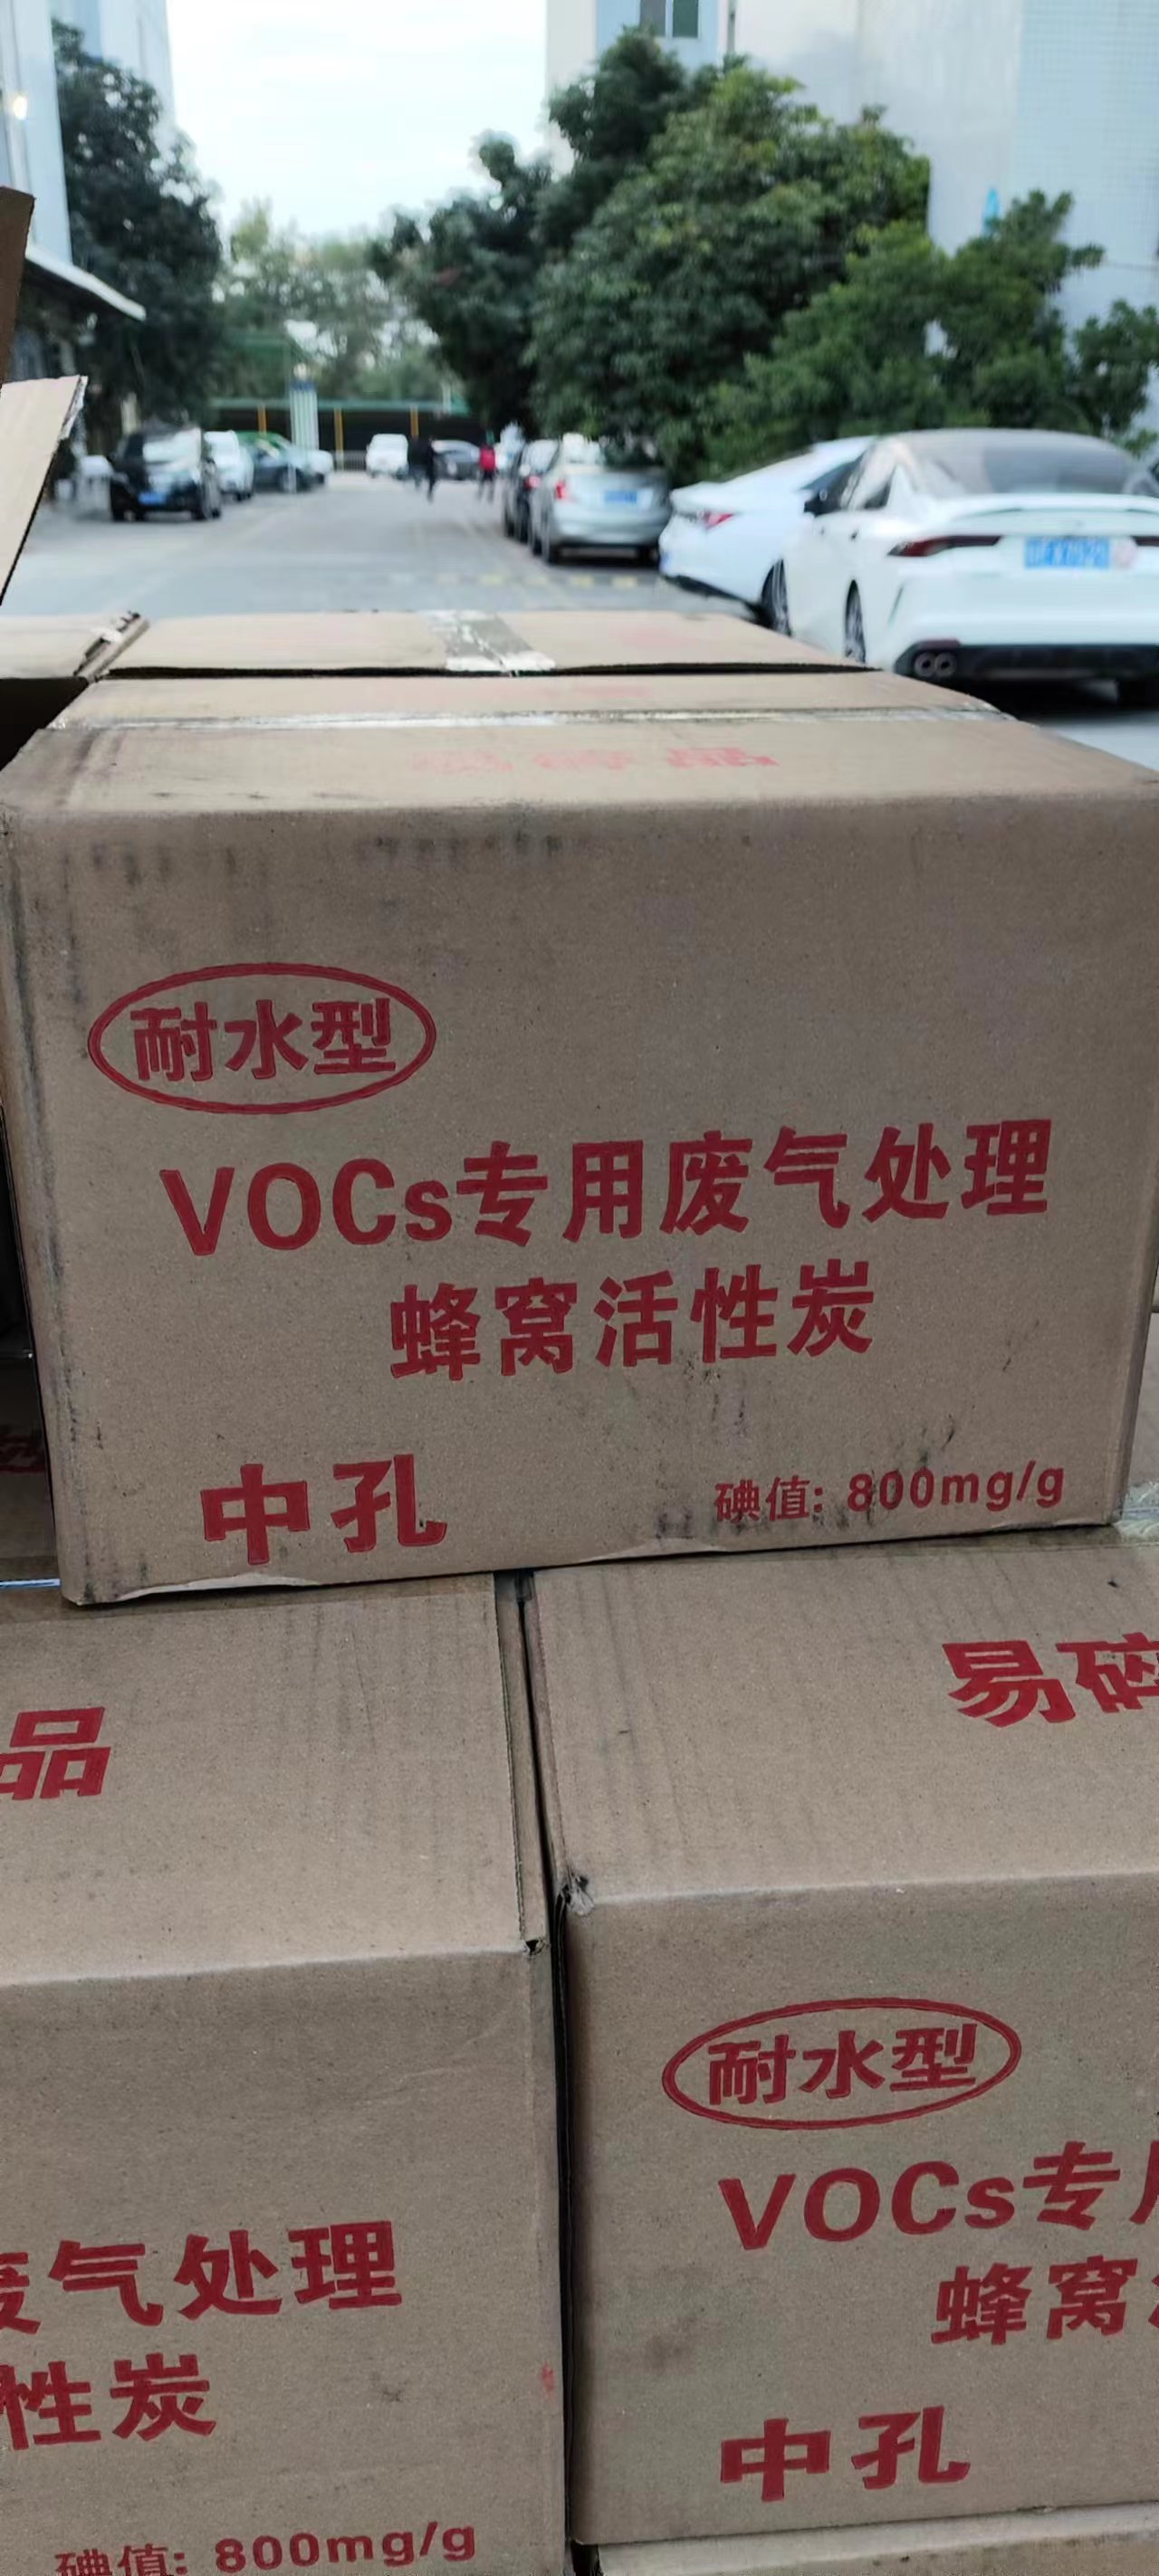 耐水型
VOCs专用废气处理
蜂窝活性炭
中孔
碘值: 800mg/g
品
易碎
废气处理
性炭
碘值: 800mg/g
耐水型
VOCs专用
蜂窝
中孔